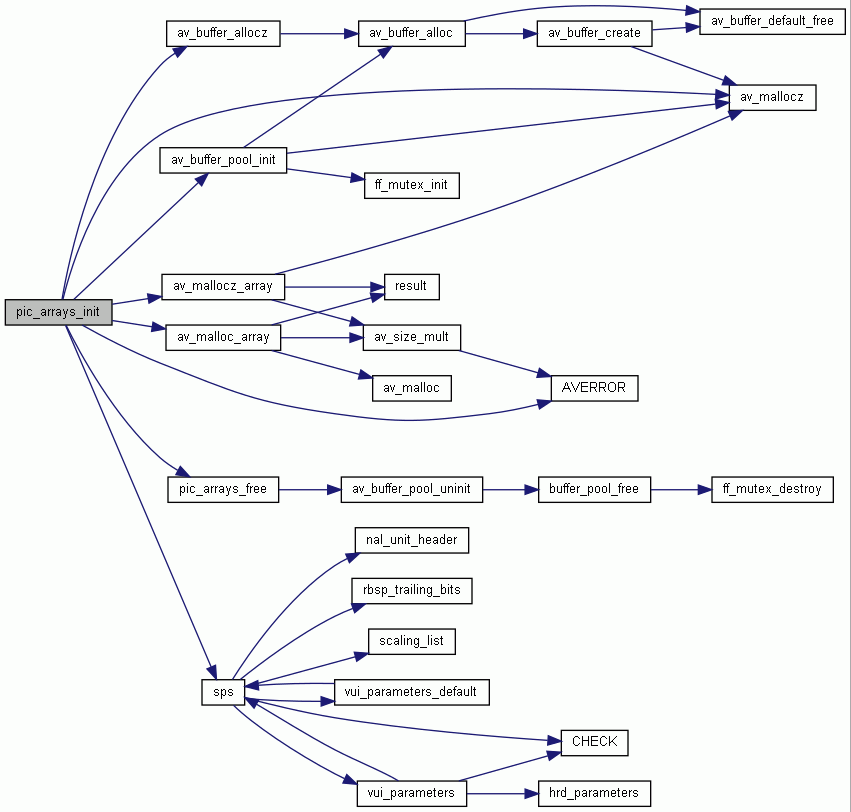 av_buffer_default_free
av_buffer_allocz
av_buffer_alloc
av_buffer_create
av_mallocz
av_buffer_pool_init
ff_mutex_init
av_mallocz_array
result
pic_arrays_init
av_malloc_array
av_size_mult
av_malloc
AVERROR
pic_arrays_free
av_buffer_pool_uninit
buffer_pool_free
ff_mutex_destroy
nal_unit_header
rbsp_trailing_bits
scaling_list
sps
vui_parameters_default
CHECK
vui_parameters
hrd_parameters